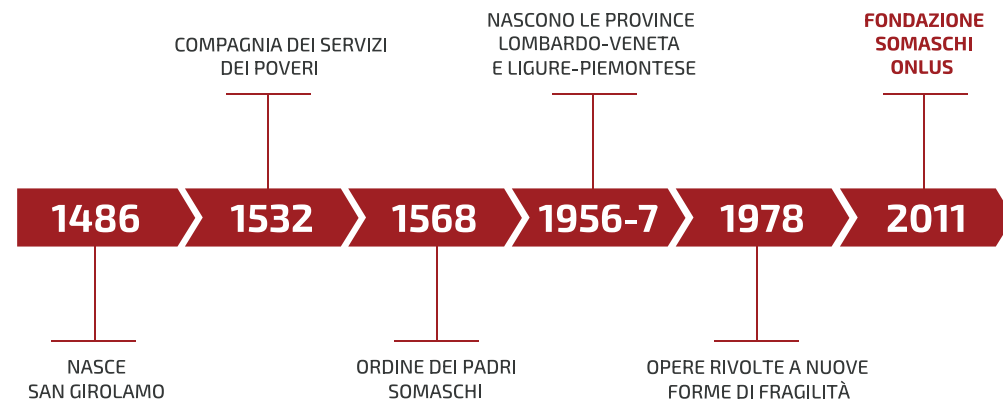 NASCONO LE PROVINCE
LOMBARDO-VENETA
E LIGURE-PIEMONTESE
FONDAZIONE
SOMASCHI
ONLUS
COMPAGNIA DEI SERVIZI
DEI POVERI
1486
1532
1568
1956-7
1978
2011
NASCE
SAN GIROLAMO
ORDINE DEI PADRI
SOMASCHI
OPERE RIVOLTE A NUOVE
FORME DI FRAGILITÀ